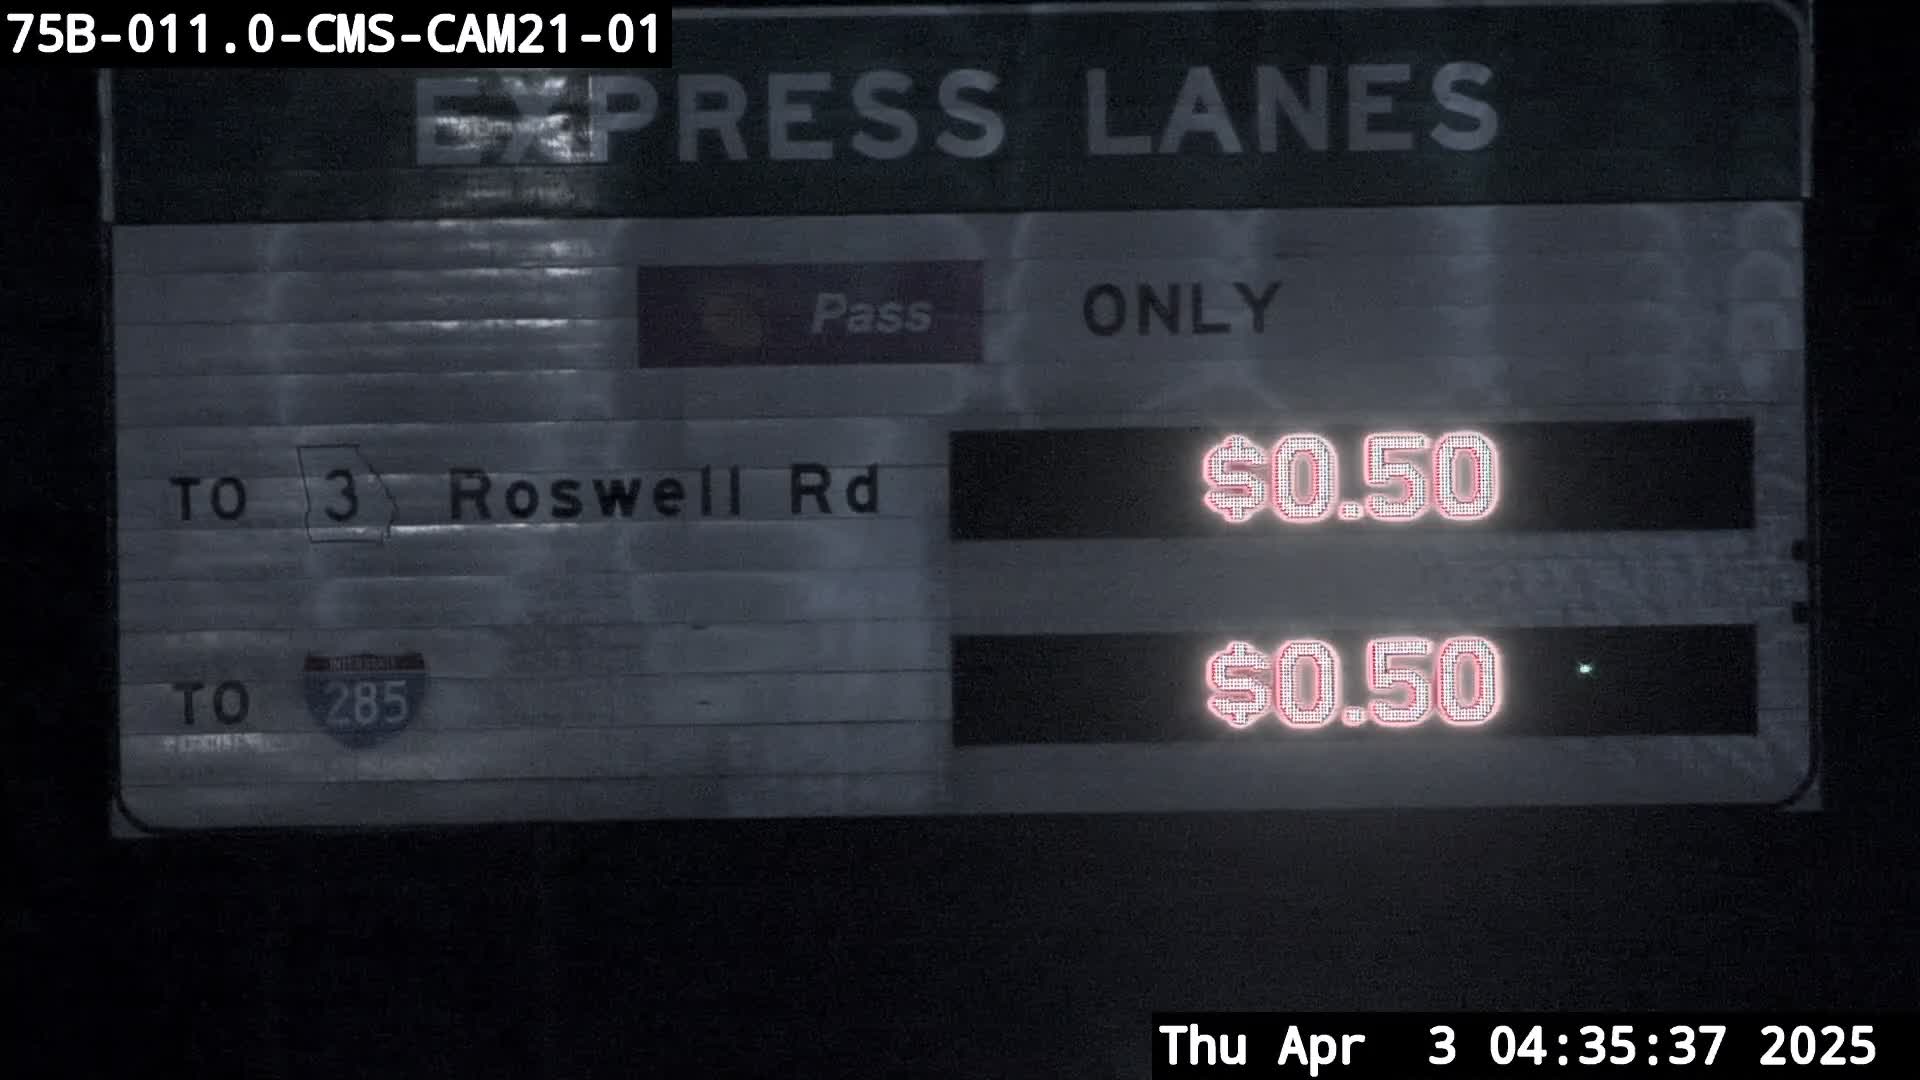 75B-011.0-CMS-CAM21-01
EXPRESS LANES
Pass ONLY
TO 3 Roswell Rd $0.50
TO INTERSTATE 285 $0.50
Thu Apr 3 04:35:37 2025